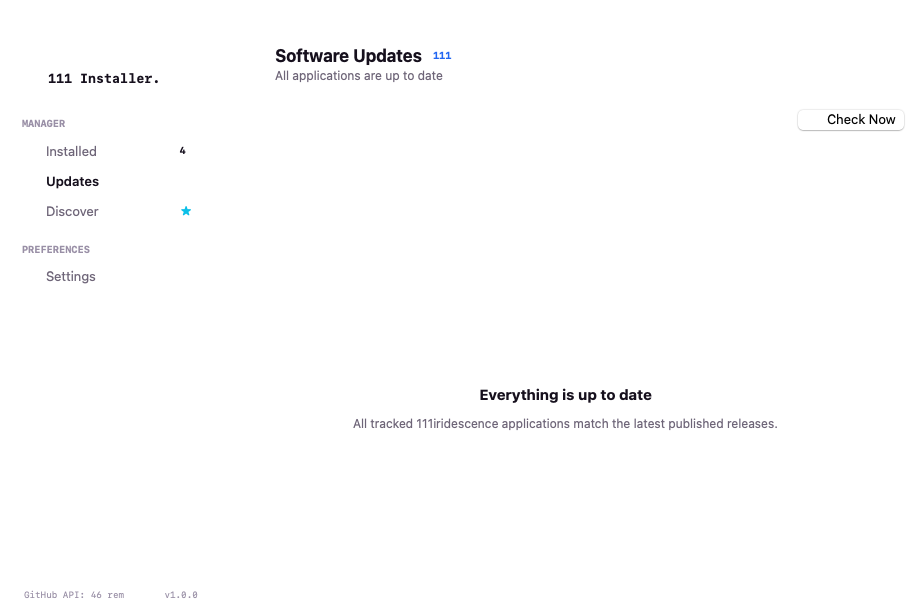 111 Installer.
MANAGER
Installed 4
Updates
Discover
PREFERENCES
Settings
GitHub API: 46 rem v1.0.0
Software Updates 111
All applications are up to date
Check Now
Everything is up to date
All tracked 111iridescence applications match the latest published releases.